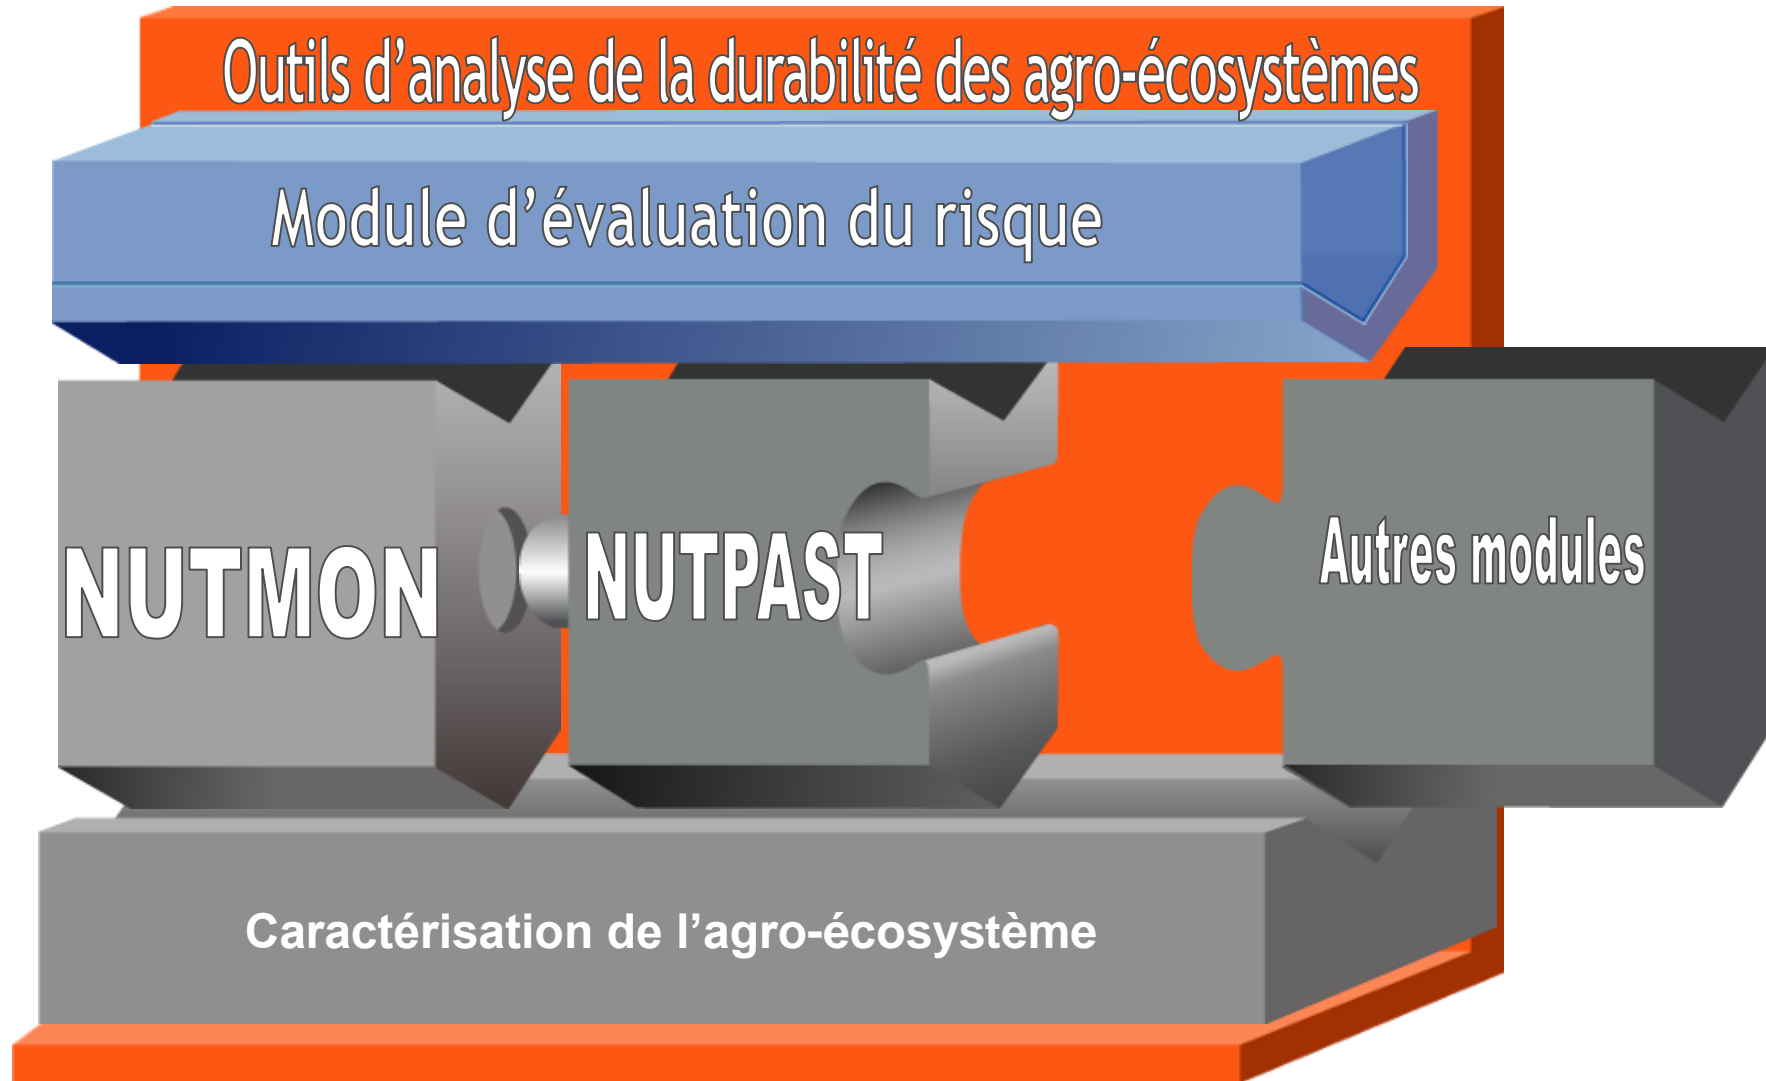 Outils d’analyse de la durabilité des agro-écosystèmes
Module d’évaluation du risque
NUTMON
NUTPAST
Autres modules
Caractérisation de l’agro-écosystème